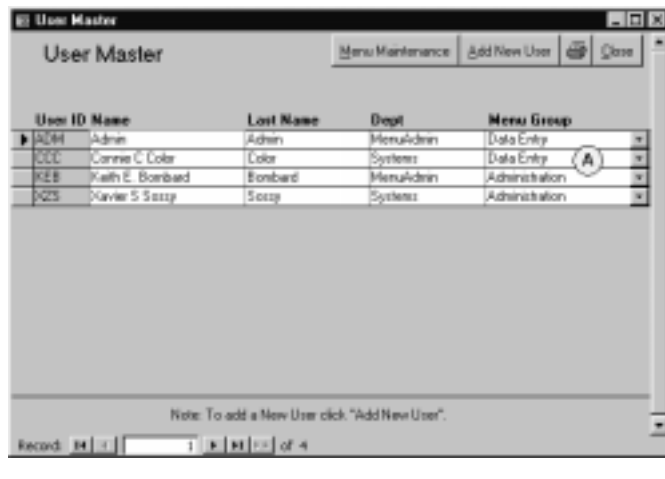 User Master
User Master Menu Maintenance Add New User Close
User ID Name Last Name Dept Menu Group
ADM Admin Admin MenuAdmin Data Entry
CCC Connie C Color Color Systems Data Entry A
KEB Keith E. Bombard Bombard MenuAdmin Administration
XZS Xavier S Sossy Sossy Systems Administration
Note: To add a New User click "Add New User".
Record: 1 of 4